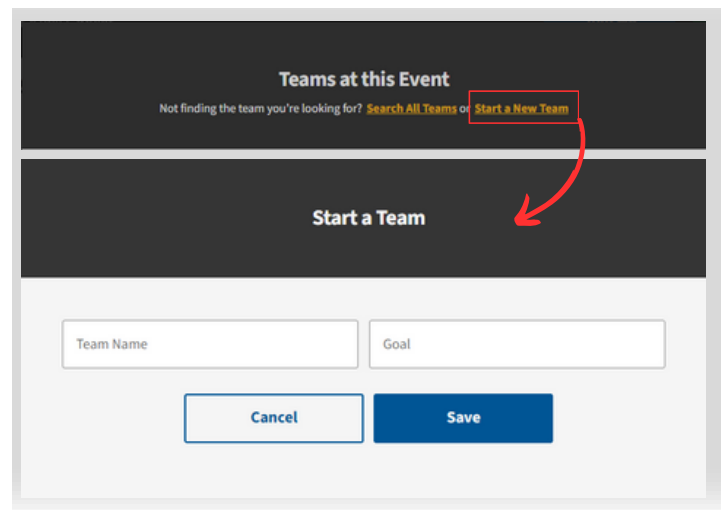 Teams at this Event
Not finding the team you're looking for? Search All Teams or Start a New Team
Start a Team
Team Name
Goal
Cancel
Save